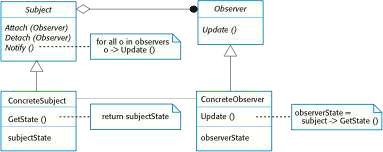 Subject
Attach (Observer)
Detach (Observer)
Notify ()
for all o in observers
o -> Update ()
Observer
Update ()
ConcreteSubject
GetState ()
subjectState
return subjectState
ConcreteObserver
Update ()
observerState
observerState =
subject -> GetState ()